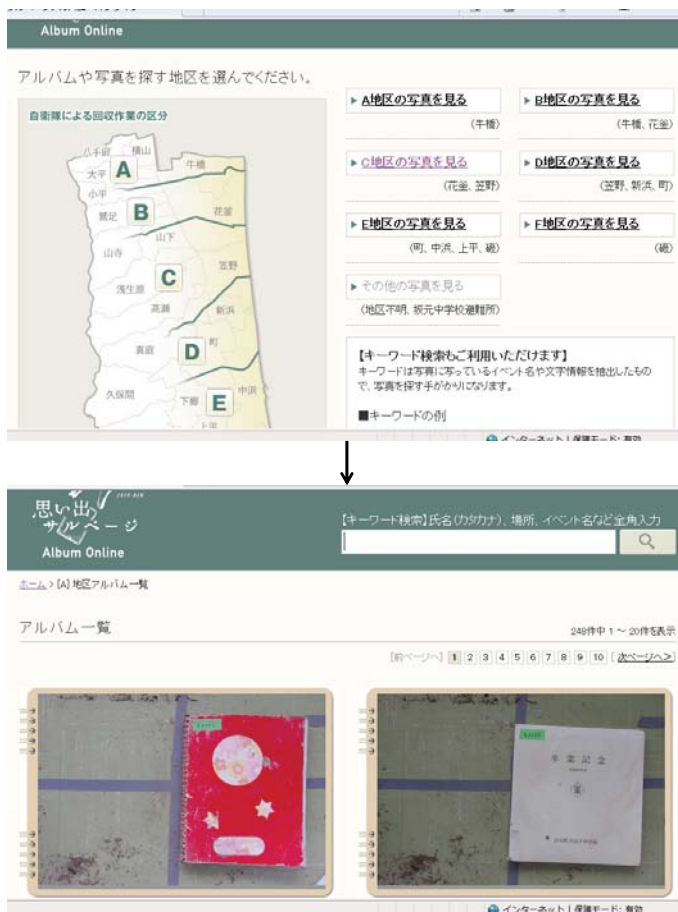 Album Online
アルバムや写真を探す地区を選んでください。
自衛隊による回収作業の区分
八手庭
横山
A
牛橋
大平
小平
鷲足
B
花釜
山下
山寺
C
笠野
浅生原
高瀬
新浜
真庭
D
町
久保間
下郷
E
中浜
上平
A地区の写真を見る
(牛橋)
B地区の写真を見る
(牛橋、花釜)
C地区の写真を見る
(花釜、笠野)
D地区の写真を見る
(笠野、新浜、町)
E地区の写真を見る
(町、中浜、上平、磯)
F地区の写真を見る
(磯)
その他の写真を見る
(地区不明、坂元中学校避難所)
【キーワード検索もご利用いただけます】
キーワードは写真に写っているイベント名や文字情報を抽出したもの
で、写真を探す手がかりになります。
■キーワードの例
インターネット | 保護モード: 有効
思い出
サルベージ
Album Online
【キーワード検索】氏名(カタカナ)、場所、イベント名など全角入力
ホーム > [A] 地区アルバム一覧
アルバム一覧
248件中 1 ~ 20件を表示
[前ページへ] 1 2 3 4 5 6 7 8 9 10 [次ページへ>]
卒業記念
インターネット | 保護モード: 有効